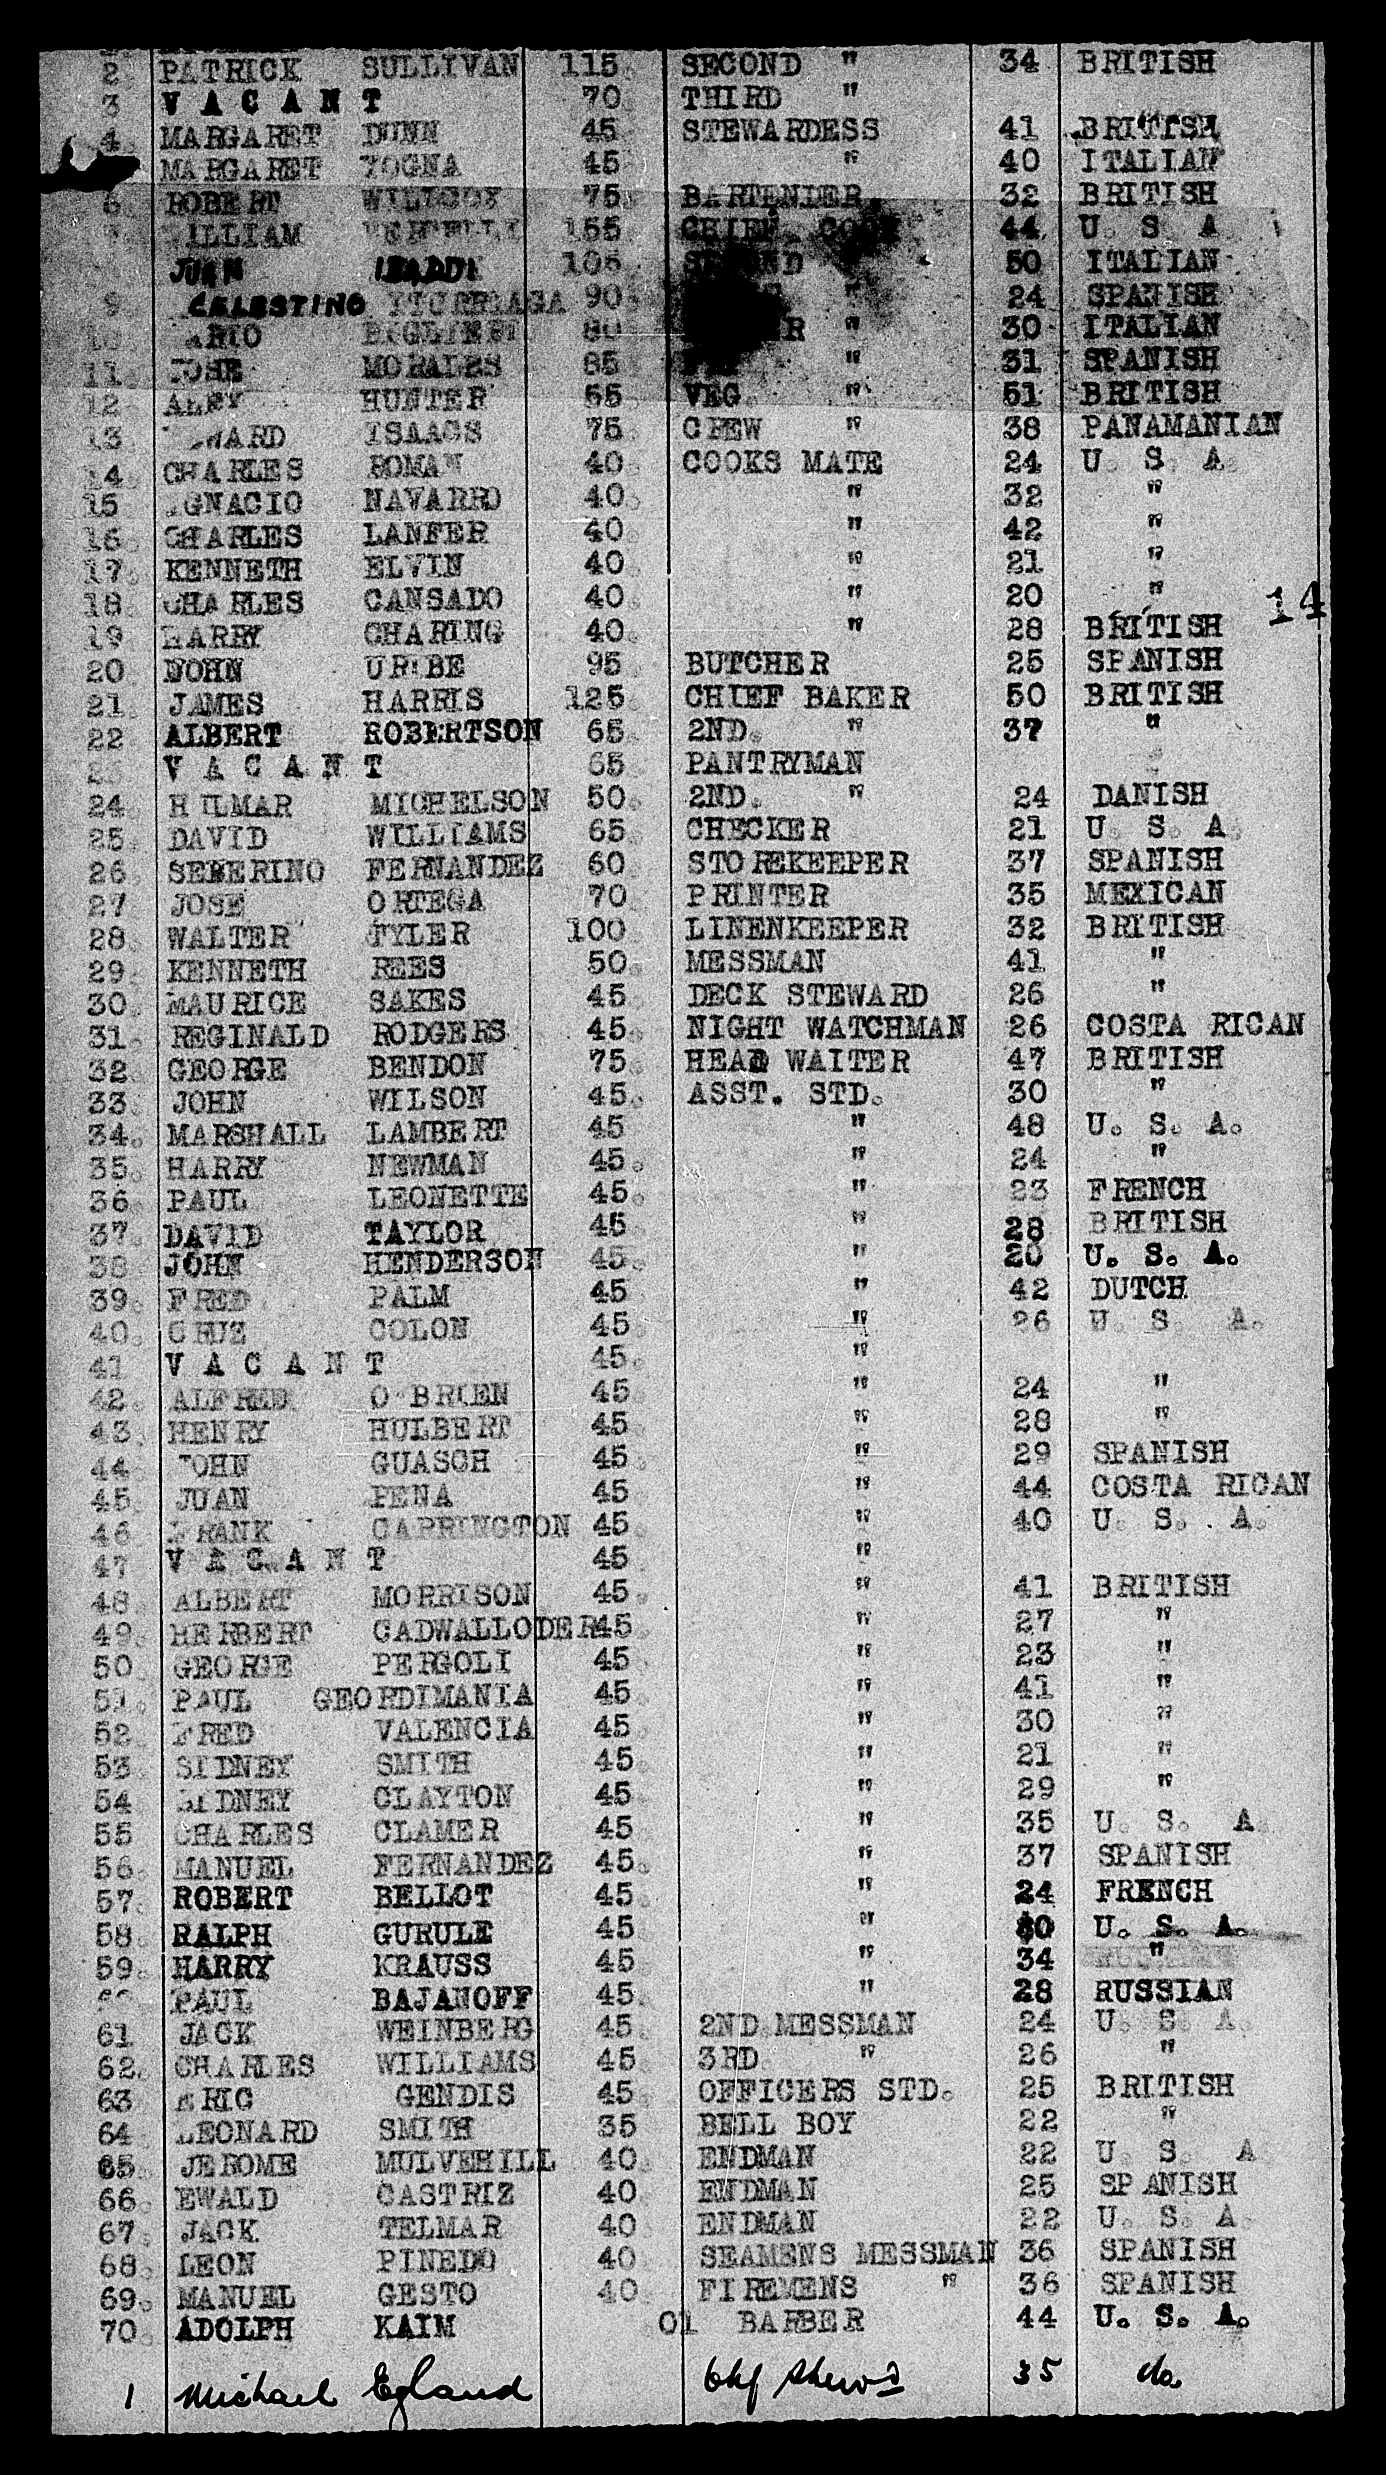 2 PATRICK SULLIVAN 115. SECOND " 34 BRITISH
3 V A C A N T 70 THIRD "
4. MARGARET DUNN 45 STEWARDESS 41 BRITISH
MARGARET 45 " 40 ITALIAN
6 ROBERT WILLCOX 75. BARTENDER. 32 BRITISH
WILLIAM 155 CHIEF COOK 44. U. S. A
JUAN 105 SECOND 50 ITALIAN
9 CELESTINO 90 " 24 SPANISH
10 80 " 30 ITALIAN
11. JOSE MORALES 85 " 31 SPANISH
12 HUNTER 55 VEG. " 51 BRITISH
13 ISAACS 75. CREW " 38 PANAMANIAN
14. CHARLES ROMAN 40. COOKS MATE 24 U. S. A.
15 IGNACIO NAVARRO 40. " 32 "
16. CHARLES LANFER 40. " 42 "
17. KENNETH ELVIN 40. " 21 "
18. CHARLES CANSADO 40. " 20 " 14
19 HARRY CHARING 40. " 28 BRITISH
20. JOHN URIBE 95. BUTCHER 25 SPANISH
21. JAMES HARRIS 125. CHIEF BAKER 50 BRITISH
22 ALBERT ROBERTSON 65. 2ND. " 37 "
23 V A C A N T 65 PANTRYMAN
24. HILMAR MICHELSON 50. 2ND. " 24 DANISH
25. DAVID WILLIAMS 65. CHECKER 21 U. S. A.
26. SEBERINO FERNANDEZ 60. STOREKEEPER 37 SPANISH
27 JOSE ORTEGA 70. PRINTER 35 MEXICAN
28. WALTER TYLER 100 LINENKEEPER 32 BRITISH
29. KENNETH REES 50. MESSMAN 41 "
30. MAURICE SAKES 45. DECK STEWARD 26 "
31. REGINALD RODGERS 45. NIGHT WATCHMAN 26 COSTA RICAN
32. GEORGE BENDON 75. HEAD WAITER 47 BRITISH
33. JOHN WILSON 45. ASST. STD. 30 "
34. MARSHALL LAMBERT 45 " 48 U. S. A.
35. HARRY NEWMAN 45. " 24 "
36. PAUL LEONETTE 45. " 23 FRENCH
37. DAVID TAYLOR 45 " 28 BRITISH
38. JOHN HENDERSON 45. " 20 U. S. A.
39. FRED PALM 45 " 42 DUTCH
40. CRUZ COLON 45. " 26 U. S. A.
41 V A C A N T 45. "
42. ALFRED O'BRIEN 45 " 24 "
43. HENRY HULBERT 45 " 28 "
44. JOHN GUASCH 45. " 29 SPANISH
45. JUAN PENA 45 " 44 COSTA RICAN
46. FRANK CARRINGTON 45 " 40 U. S. A.
47 V A C A N T 45 "
48. ALBERT MORRISON 45. " 41 BRITISH
49. HERBERT CADWALLODER 45. " 27 "
50. GEORGE PERGOLI 45. " 23 "
51. PAUL GEORDIMANIA 45. " 41 "
52. FRED VALENCIA 45. " 30 "
53. SIDNEY SMITH 45. " 21 "
54 SIDNEY CLAYTON 45. " 29 "
55 CHARLES CLAMER 45. " 35 U. S. A.
56. MANUEL FERNANDEZ 45. " 37 SPANISH
57. ROBERT BELLOT 45. " 24 FRENCH
58. RALPH GURULE 45 " U. S. A.
59. HARRY KRAUSS 45 " 34 "
PAUL BAJANOFF 45. " 28 RUSSIAN
61 JACK WEINBERG 45. 2ND.MESSMAN 24 U. S. A.
62. CHARLES WILLIAMS 45. 3RD. " 26 "
63 ERIC GENDIS 45. OFFICERS STD. 25 BRITISH
64 LEONARD SMITH 35 BELL BOY 22 "
65. JEROME MULVEHILL 40. ENDMAN 22 U. S. A
66. EWALD CASTRIZ 40. ENDMAN 25 SPANISH
67. JACK TELMAR 40. ENDMAN 22 U. S. A.
68. LEON PINEDO 40. SEAMENS MESSMAN 36 SPANISH
69. MANUEL GESTO 40. FIREMENS " 36 SPANISH
70. ADOLPH KAIM 01 BARBER 44 U. S. A.
1 Michael Egland Chf Stewd 35 do.